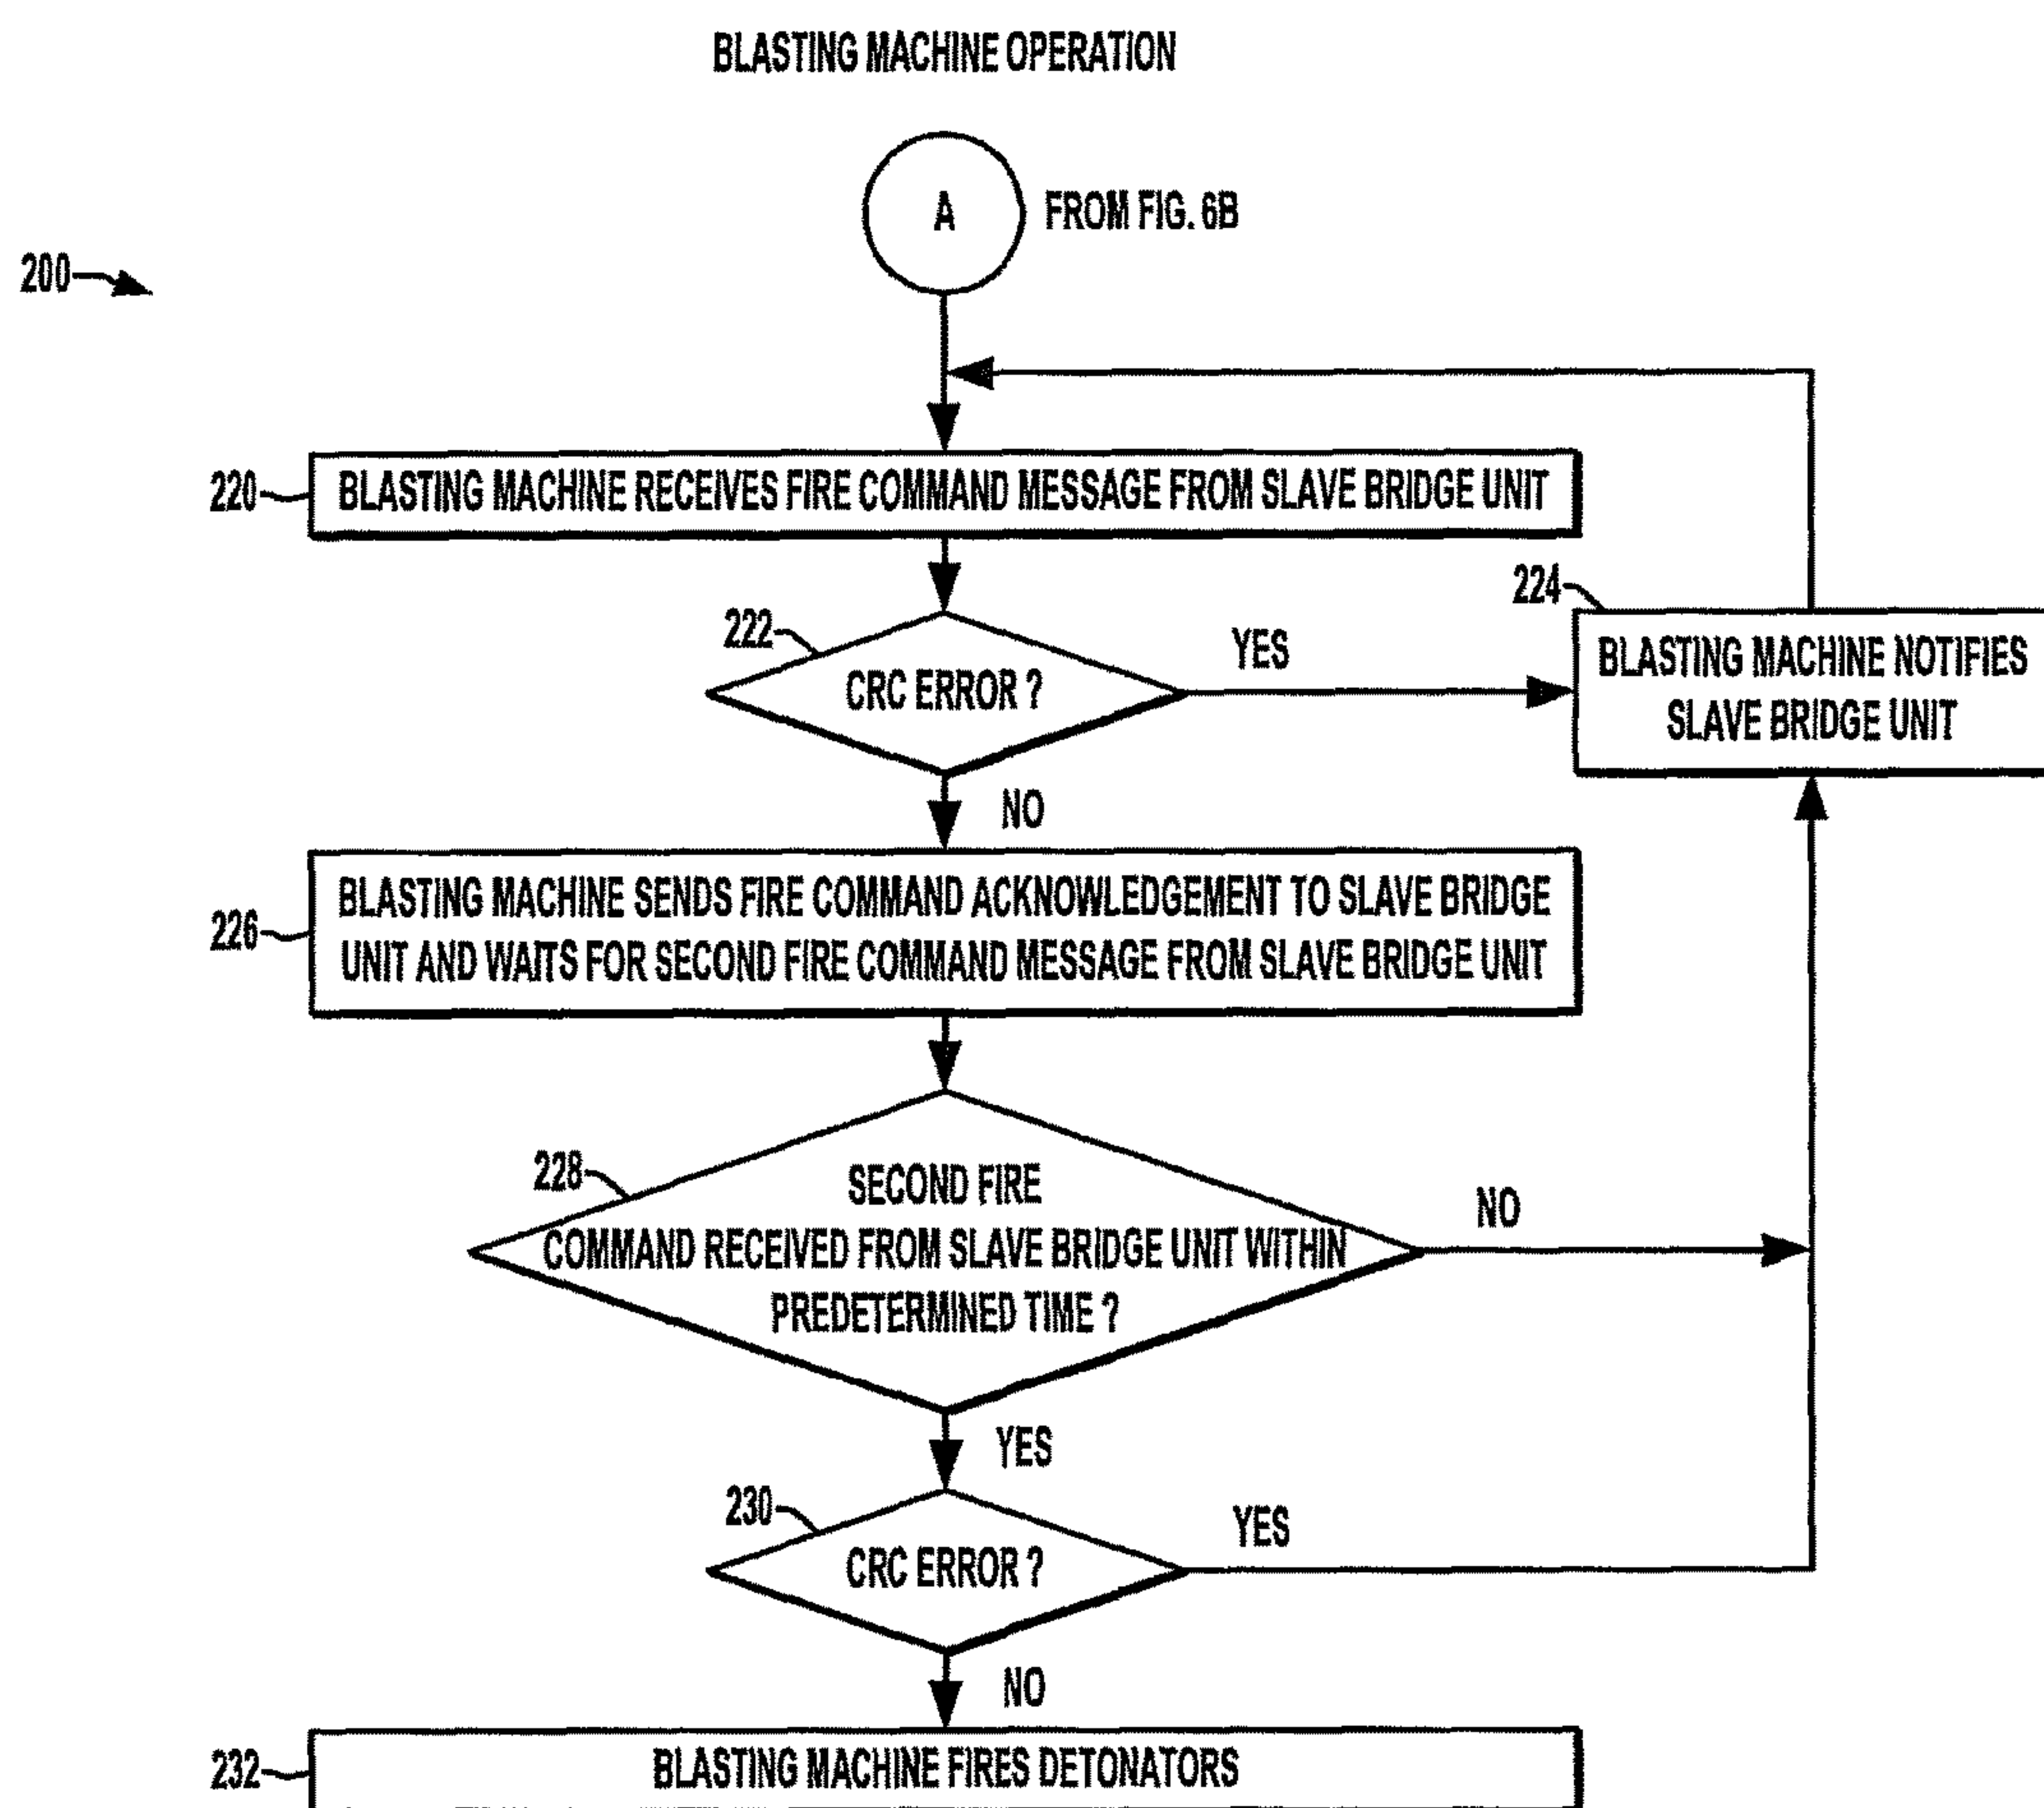 BLASTING MACHINE OPERATION
A
FROM FIG. 6B
200
220
BLASTING MACHINE RECEIVES FIRE COMMAND MESSAGE FROM SLAVE BRIDGE UNIT
222
CRC ERROR ?
YES
224
BLASTING MACHINE NOTIFIES
SLAVE BRIDGE UNIT
NO
226
BLASTING MACHINE SENDS FIRE COMMAND ACKNOWLEDGEMENT TO SLAVE BRIDGE
UNIT AND WAITS FOR SECOND FIRE COMMAND MESSAGE FROM SLAVE BRIDGE UNIT
228
SECOND FIRE
COMMAND RECEIVED FROM SLAVE BRIDGE UNIT WITHIN
PREDETERMINED TIME ?
NO
YES
230
CRC ERROR ?
YES
NO
232
BLASTING MACHINE FIRES DETONATORS